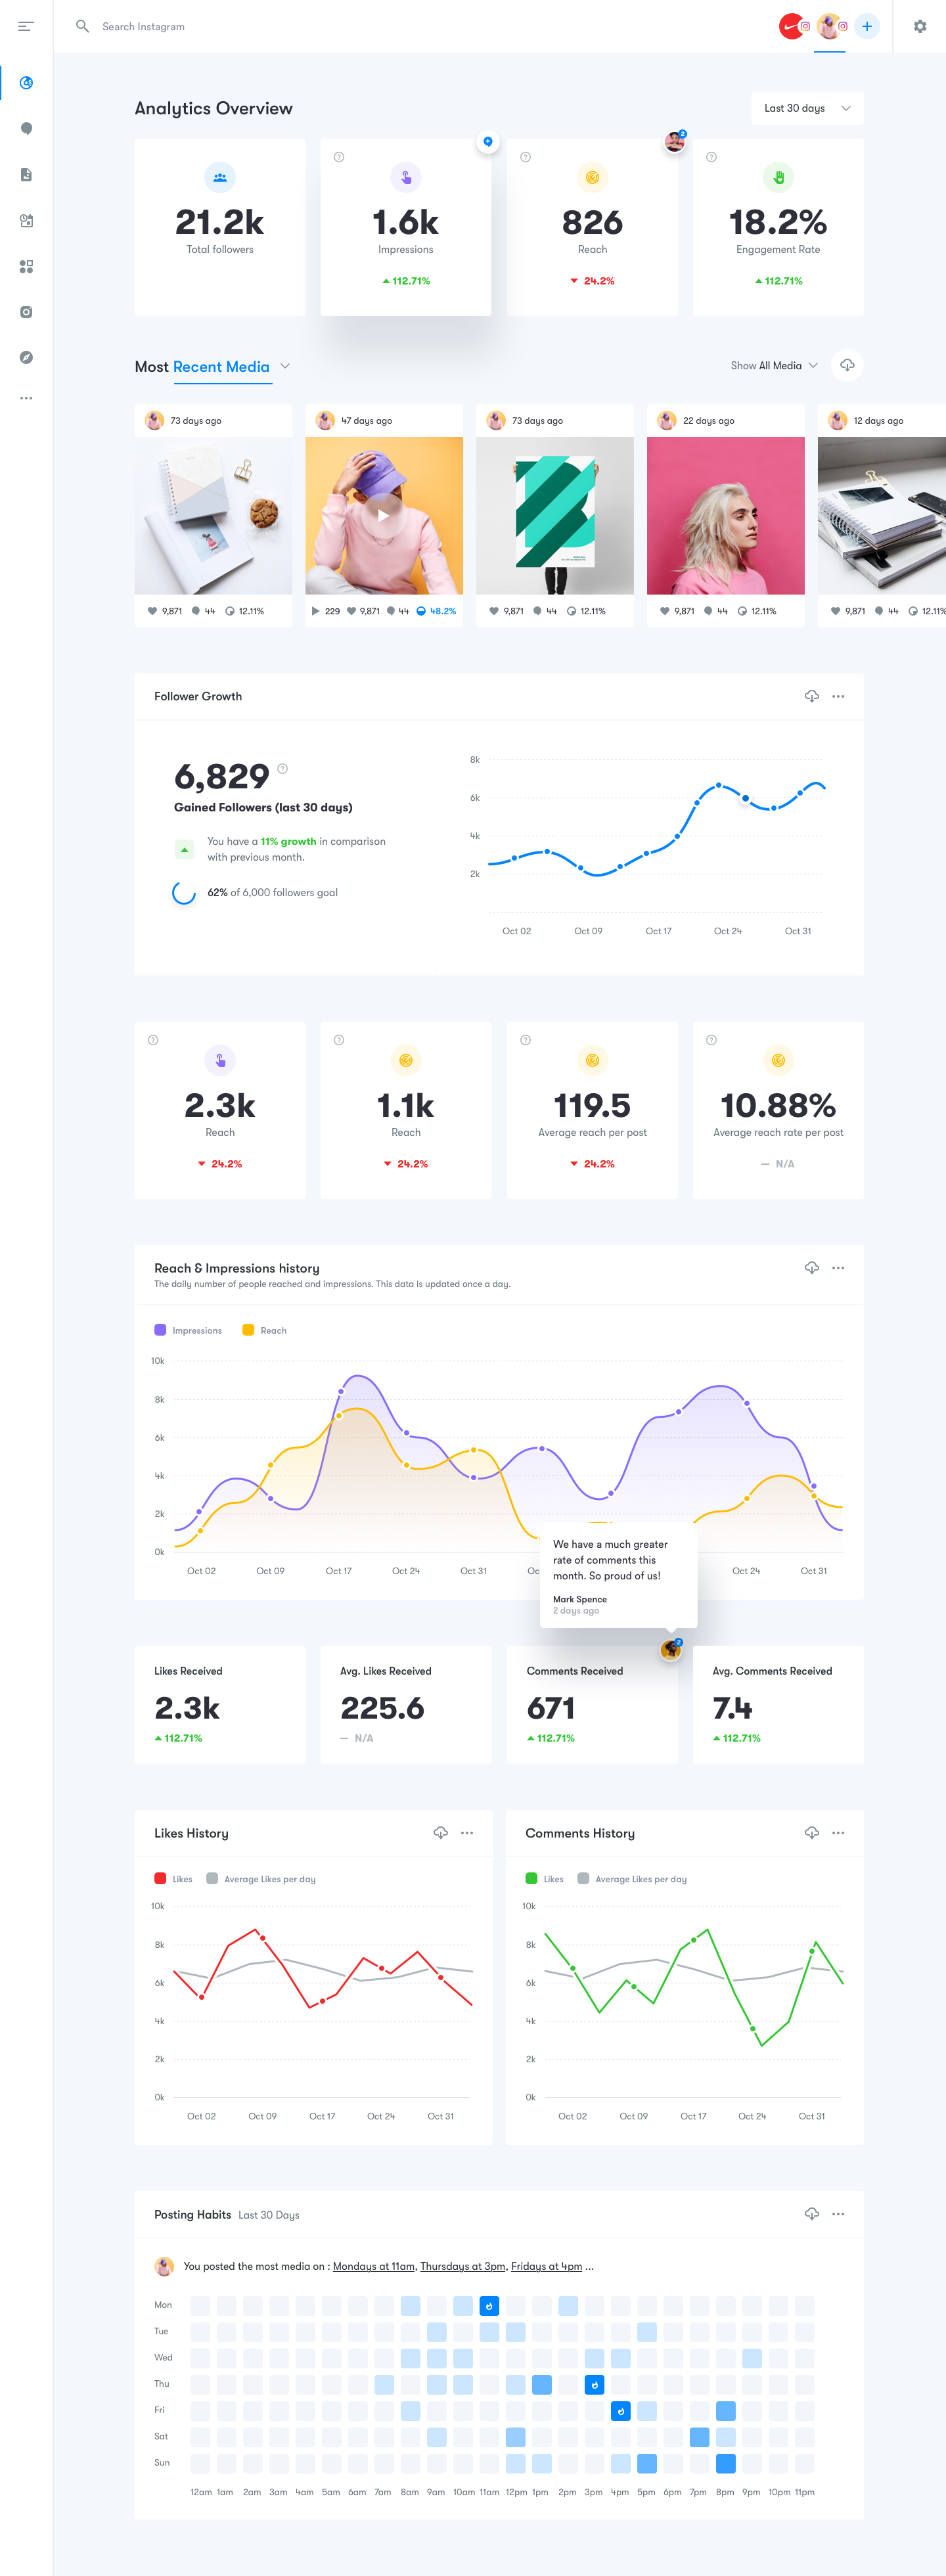 Search Instagram
Analytics Overview
Last 30 days
2
21.2k
Total followers
1.6k
Impressions
112.71%
826
Reach
24.2%
18.2%
Engagement Rate
112.71%
Most Recent Media
Show All Media
73 days ago
47 days ago
73 days ago
22 days ago
12 days ago
9,871 44 12.11%
229 9,871 44 48.2%
9,871 44 12.11%
9,871 44 12.11%
9,871 44 12.11%
Follower Growth
6,829
Gained Followers (last 30 days)
You have a 11% growth in comparison
with previous month.
62% of 6,000 followers goal
8k
6k
4k
2k
Oct 02 Oct 09 Oct 17 Oct 24 Oct 31
2.3k
Reach
24.2%
1.1k
Reach
24.2%
119.5
Average reach per post
24.2%
10.88%
Average reach rate per post
N/A
Reach & Impressions history
The daily number of people reached and impressions. This data is updated once a day.
Impressions Reach
10k
8k
6k
4k
2k
0k
Oct 02 Oct 09 Oct 17 Oct 24 Oct 31 Oc Oct 24 Oct 31
We have a much greater
rate of comments this
month. So proud of us!
Mark Spence
2 days ago
2
Likes Received
2.3k
112.71%
Avg. Likes Received
225.6
N/A
Comments Received
671
112.71%
Avg. Comments Received
7.4
112.71%
Likes History
Likes Average Likes per day
10k
8k
6k
4k
2k
0k
Oct 02 Oct 09 Oct 17 Oct 24 Oct 31
Comments History
Likes Average Likes per day
10k
8k
6k
4k
2k
0k
Oct 02 Oct 09 Oct 17 Oct 24 Oct 31
Posting Habits Last 30 Days
You posted the most media on : Mondays at 11am, Thursdays at 3pm, Fridays at 4pm ...
Mon
Tue
Wed
Thu
Fri
Sat
Sun
12am 1am 2am 3am 4am 5am 6am 7am 8am 9am 10am 11am 12pm 1pm 2pm 3pm 4pm 5pm 6pm 7pm 8pm 9pm 10pm 11pm